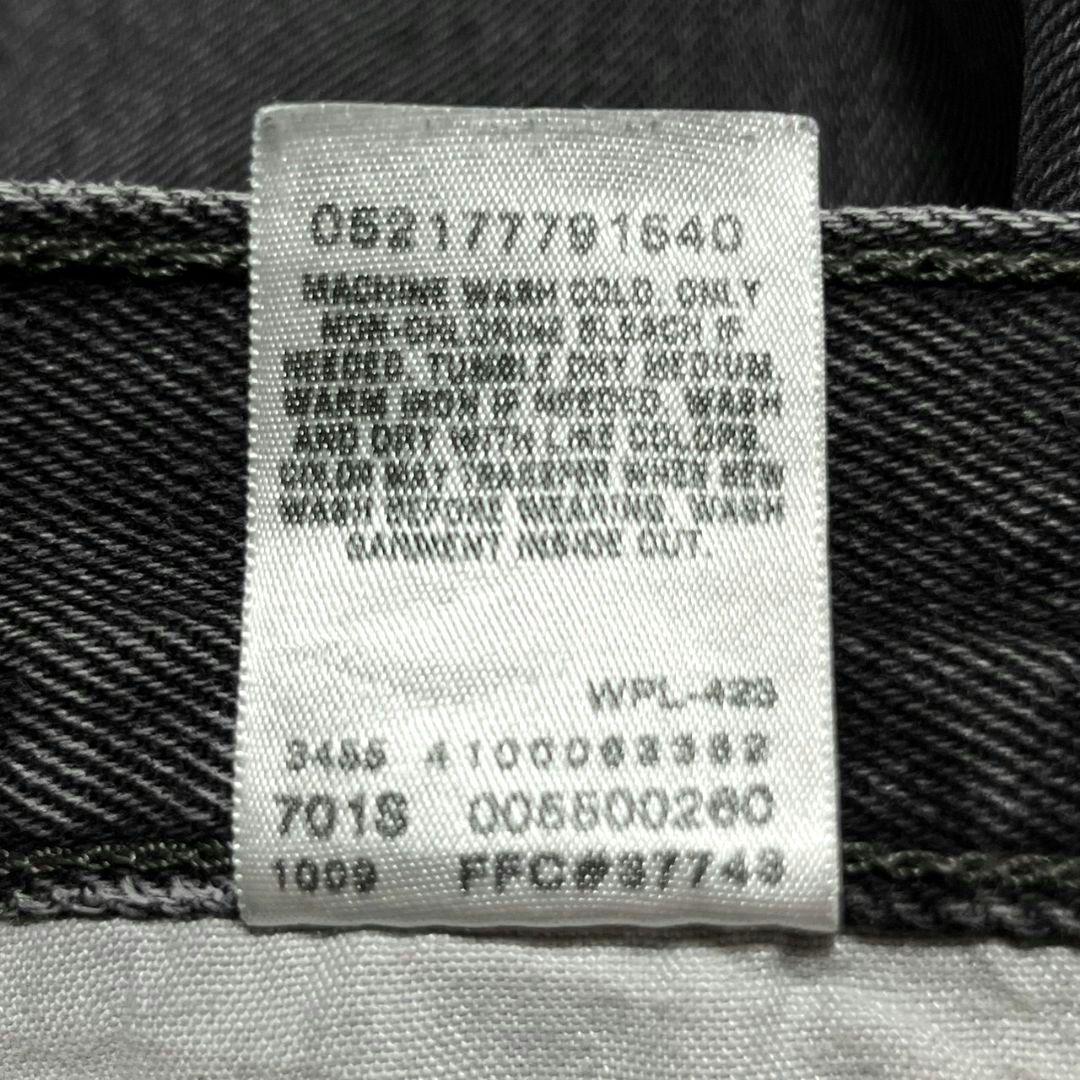 052177791640
MACHINE WASH COLD, ONLY
NON-CHLORINE BLEACH IF
NEEDED, TUMBLE DRY MEDIUM,
WARM IRON IF NEEDED, WASH
AND DRY WITH LIKE COLORS.
COLOR MAY TRANSFER WHEN NEW
WASH BEFORE WEARING, WASH
GARMENT INSIDE OUT.
WPL-423
3455 4100063382
701S 005500260
1009 FFC#37743